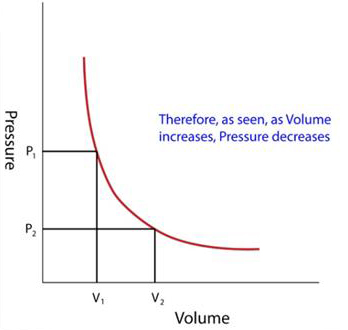 Therefore, as seen, as Volume
increases, Pressure decreases
Pressure
P₁
P₂
V₁
V₂
Volume